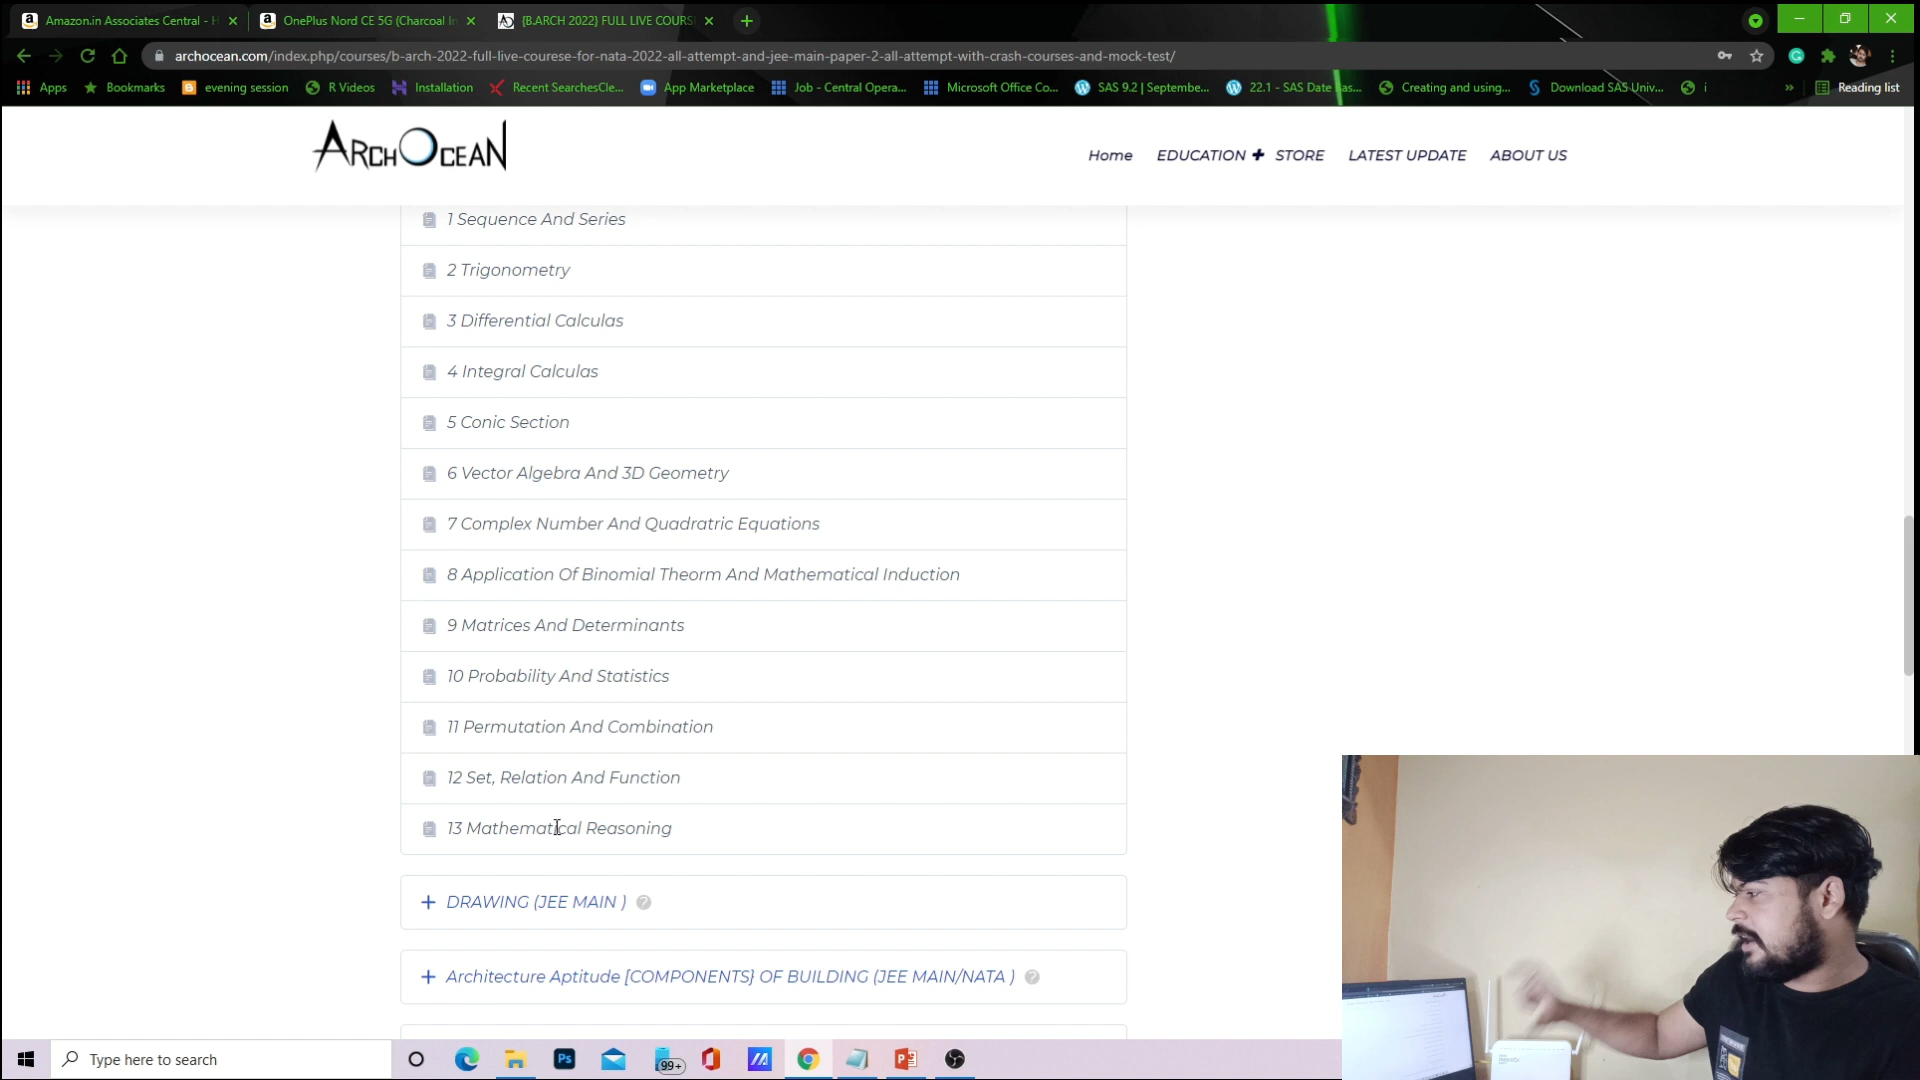 Amazon.in Associates Central - H
OnePlus Nord CE 5G (Charcoal In
{B.ARCH 2022} FULL LIVE COURS
archocean.com/index.php/courses/b-arch-2022-full-live-courese-for-nata-2022-all-attempt-and-jee-main-paper-2-all-attempt-with-crash-courses-and-mock-test/
Apps
Bookmarks
evening session
R Videos
Installation
Recent SearchesCle...
App Marketplace
Job - Central Opera...
Microsoft Office Co...
SAS 9.2 | Septembe...
22.1 - SAS Date Bas...
Creating and using...
Download SAS Univ...
i
»
Reading list
ARCHOCEAN
Home
EDUCATION
STORE
LATEST UPDATE
ABOUT US
1 Sequence And Series
2 Trigonometry
3 Differential Calculas
4 Integral Calculas
5 Conic Section
6 Vector Algebra And 3D Geometry
7 Complex Number And Quadratric Equations
8 Application Of Binomial Theorm And Mathematical Induction
9 Matrices And Determinants
10 Probability And Statistics
11 Permutation And Combination
12 Set, Relation And Function
13 Mathematical Reasoning
+ DRAWING (JEE MAIN )
+ Architecture Aptitude [COMPONENTS} OF BUILDING (JEE MAIN/NATA )
Type here to search
Ps
99+